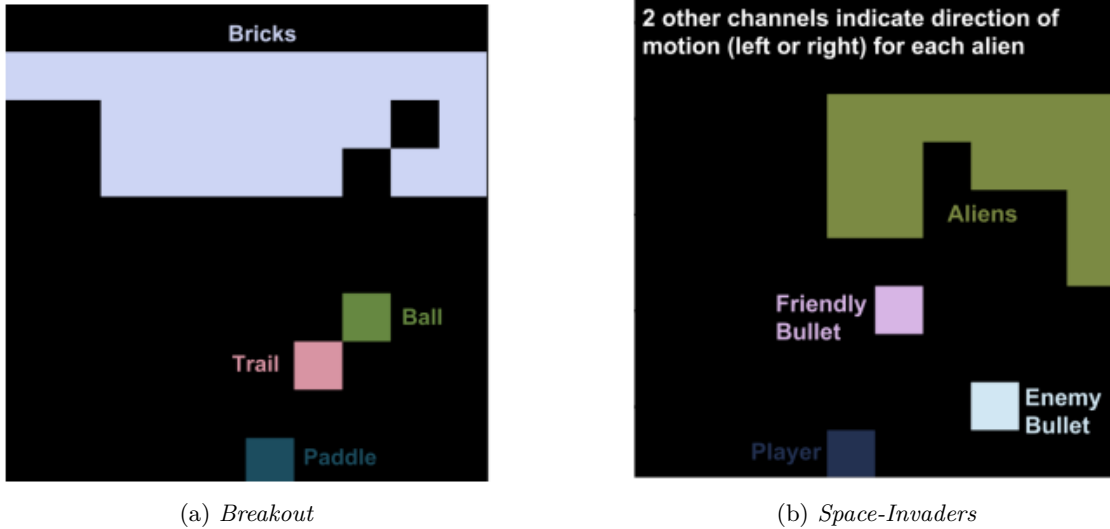 Bricks
Ball
Trail
Paddle
(a) Breakout
2 other channels indicate direction of
motion (left or right) for each alien
Aliens
Friendly
Bullet
Enemy
Bullet
Player
(b) Space-Invaders